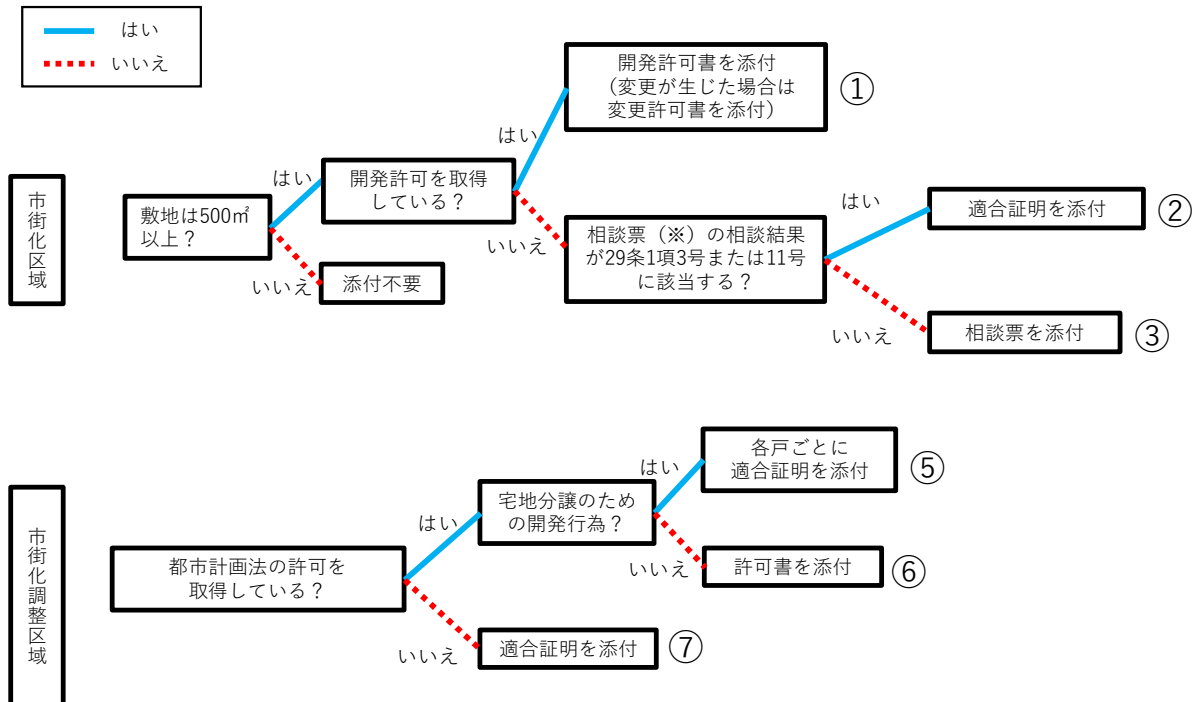 はい
いいえ
開発許可書を添付
（変更が生じた場合は
変更許可書を添付）
①
はい
市街化区域
敷地は500㎡
以上？
はい
開発許可を取得
している？
いいえ
相談票（※）の相談結果
が29条1項3号または11号
に該当する？
はい
適合証明を添付
②
いいえ
添付不要
いいえ
相談票を添付
③
市街化調整区域
都市計画法の許可を
取得している？
はい
宅地分譲のため
の開発行為？
はい
各戸ごとに
適合証明を添付
⑤
いいえ
許可書を添付
⑥
いいえ
適合証明を添付
⑦